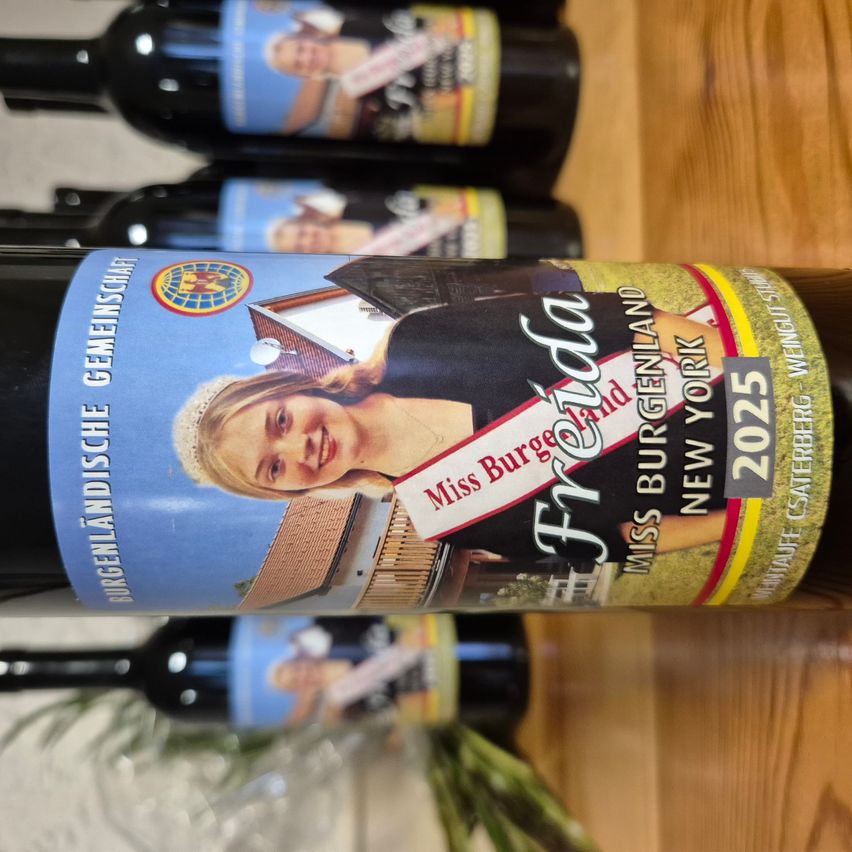 BURGENLÄNDISCHE GEMEINSCHAFT
Miss Burgenland
Freida
MISS BURGENLAND
NEW YORK
2025
WEINTAUFE CSATERBERG - WEINGUT